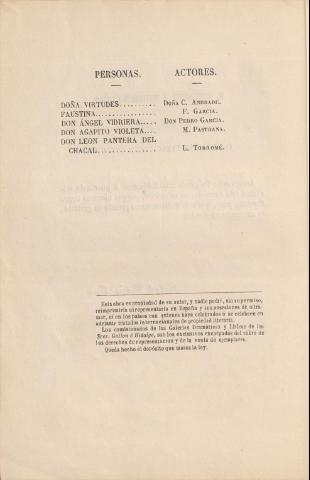 PERSONAS. ACTORES.
DOÑA VIRTUDES.......... Doña C. Andrade.
FAUSTINA................ F. García.
DON ÁNGEL VIDRIERA.... Don Pedro García.
DON AGAPITO VIOLETA.... M. Pastrana.
DON LEON PANTERA DEL
CHACAL............... L. Torromé.
Esta obra es propiedad de su autor, y nadie podrá, sin su permiso,
reimprimirla ni representarla en España y sus posesiones de ultra-
mar, ni en los países con quienes haya celebrados ó se celebren en
adelante tratados internacionales de propiedad literaria.
Los comisionados de las Galerías Dramáticas y Líricas de los
Sres. Gullon é Hidalgo, son los exclusivos encargados del cobro de
los derechos de representacion y de la venta de ejemplares.
Queda hecho el depósito que marca la ley.